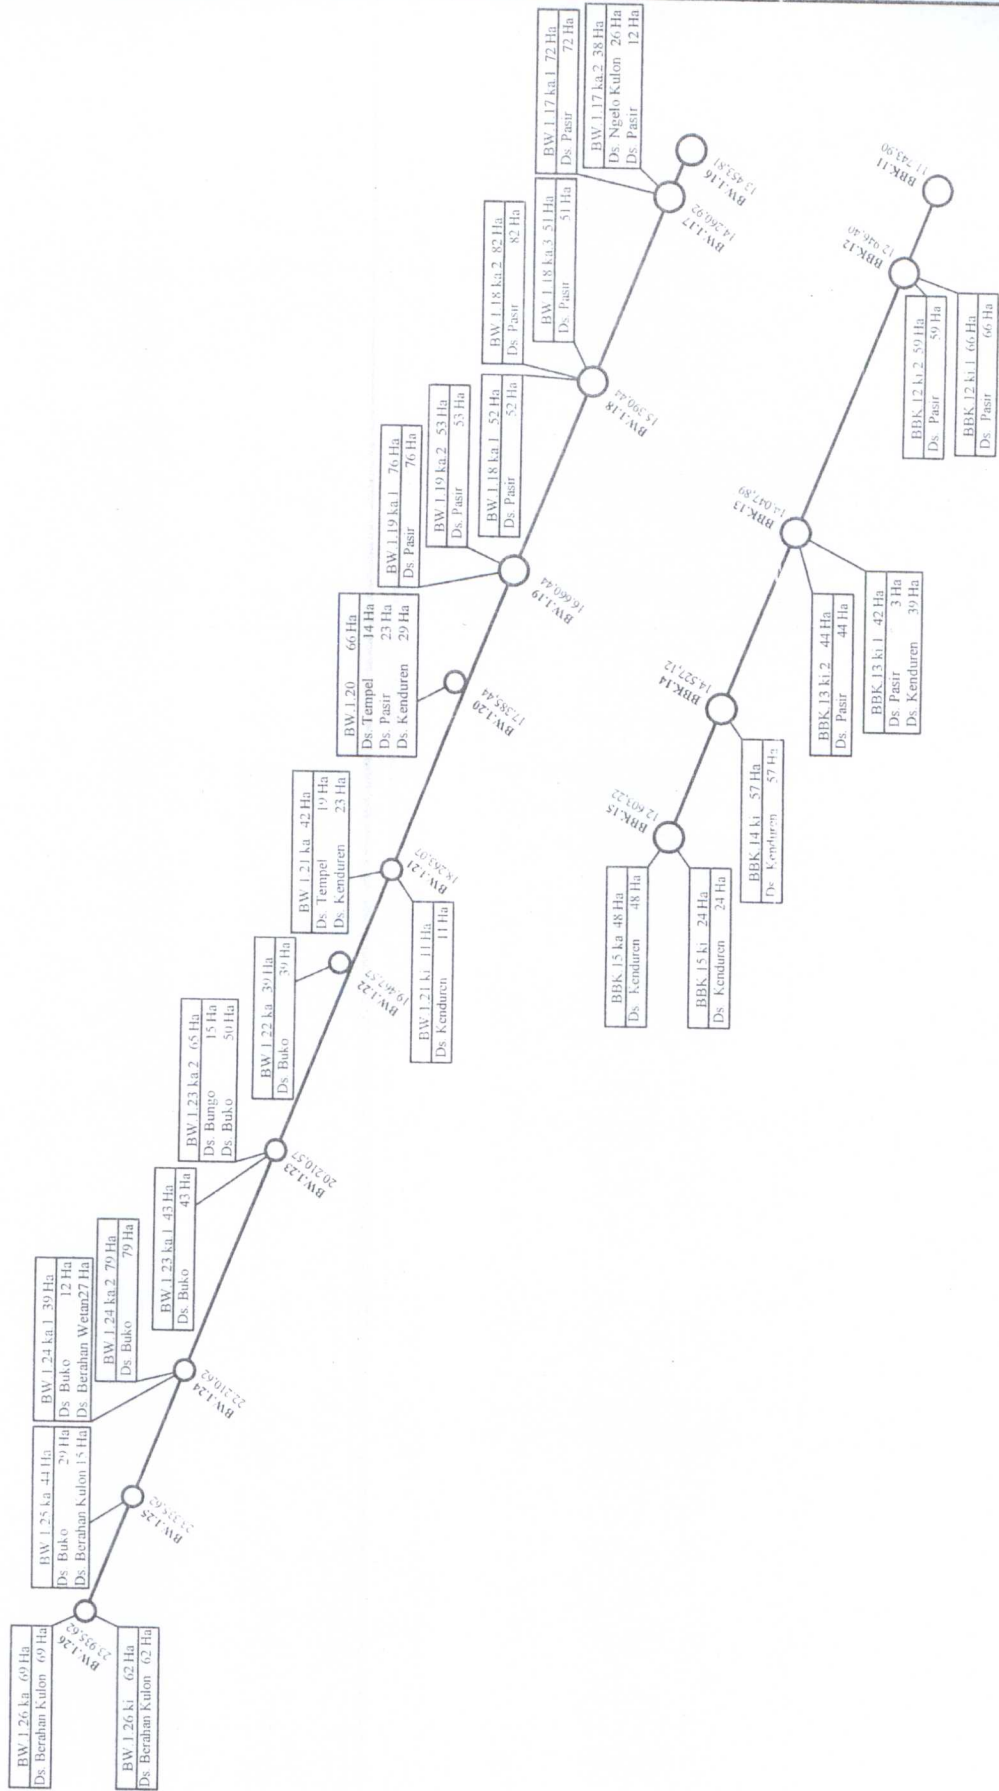 BW.1.26 ka 69 Ha
Ds. Berahan Kulon 69 Ha
BW.1.26 ki 62 Ha
Ds. Berahan Kulon 62 Ha
BW.1.26
23.935,62
BW.1.25 ka 44 Ha
Ds. Buko 29 Ha
Ds. Berahan Kulon 15 Ha
BW.1.25
23.335,62
BW.1.24 ka.1 39 Ha
Ds. Buko 12 Ha
Ds. Berahan Wetan 27 Ha
BW.1.24 ka.2 79 Ha
Ds. Buko 79 Ha
BW.1.24
22.210,62
BW.1.23 ka.1 43 Ha
Ds. Buko 43 Ha
BW.1.23 ka.2 65 Ha
Ds. Bungo 15 Ha
Ds. Buko 50 Ha
BW.1.23
20.210,57
BW.1.22 ka 39 Ha
Ds. Buko 39 Ha
BW.1.22
19.467,57
BW.1.21 ka 42 Ha
Ds. Tempel 19 Ha
Ds. Kenduren 23 Ha
BW.1.21 ki 11 Ha
Ds. Kenduren 11 Ha
BW.1.21
18.263,07
BW.1.20 66 Ha
Ds. Tempel 14 Ha
Ds. Pasir 23 Ha
Ds. Kenduren 29 Ha
BW.1.20
17.385,44
BW.1.19 ka.1 76 Ha
Ds. Pasir 76 Ha
BW.1.19 ka.2 53 Ha
Ds. Pasir 53 Ha
BW.1.19
16.660,44
BW.1.18 ka.1 52 Ha
Ds. Pasir 52 Ha
BW.1.18 ka.2 82 Ha
Ds. Pasir 82 Ha
BW.1.18 ka.3 51 Ha
Ds. Pasir 51 Ha
BW.1.18
15.390,44
BW.1.17 ka.1 72 Ha
Ds. Pasir 72 Ha
BW.1.17 ka.2 38 Ha
Ds. Ngelo Kulon 26 Ha
Ds. Pasir 12 Ha
BW.1.17
14.260,92
BW.1.16
13.453,81
BBK.15 ka 48 Ha
Ds. Kenduren 48 Ha
BBK.15 ki 24 Ha
Ds. Kenduren 24 Ha
BBK.15
12.603,22
BBK.14 ki 57 Ha
Ds. Kenduren 57 Ha
BBK.14
14.527,12
BBK.13 ki.2 44 Ha
Ds. Pasir 44 Ha
BBK.13 ki.1 42 Ha
Ds. Pasir 3 Ha
Ds. Kenduren 39 Ha
BBK.13
14.047,89
BBK.12 ki.2 59 Ha
Ds. Pasir 59 Ha
BBK.12 ki.1 66 Ha
Ds. Pasir 66 Ha
BBK.12
12.946,40
BBK.11
11.743,90